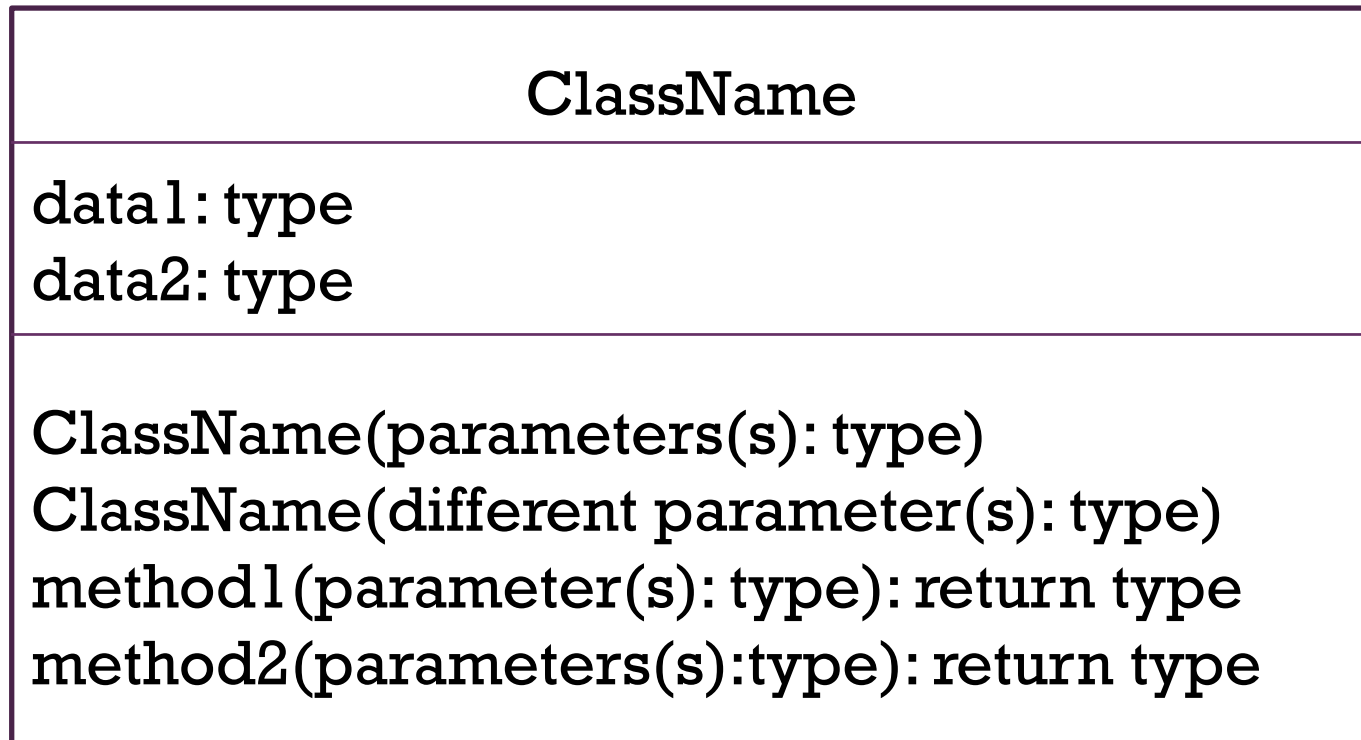 ClassName
data1: type
data2: type
ClassName(parameters(s): type)
ClassName(different parameter(s): type)
method1(parameter(s): type): return type
method2(parameters(s):type): return type